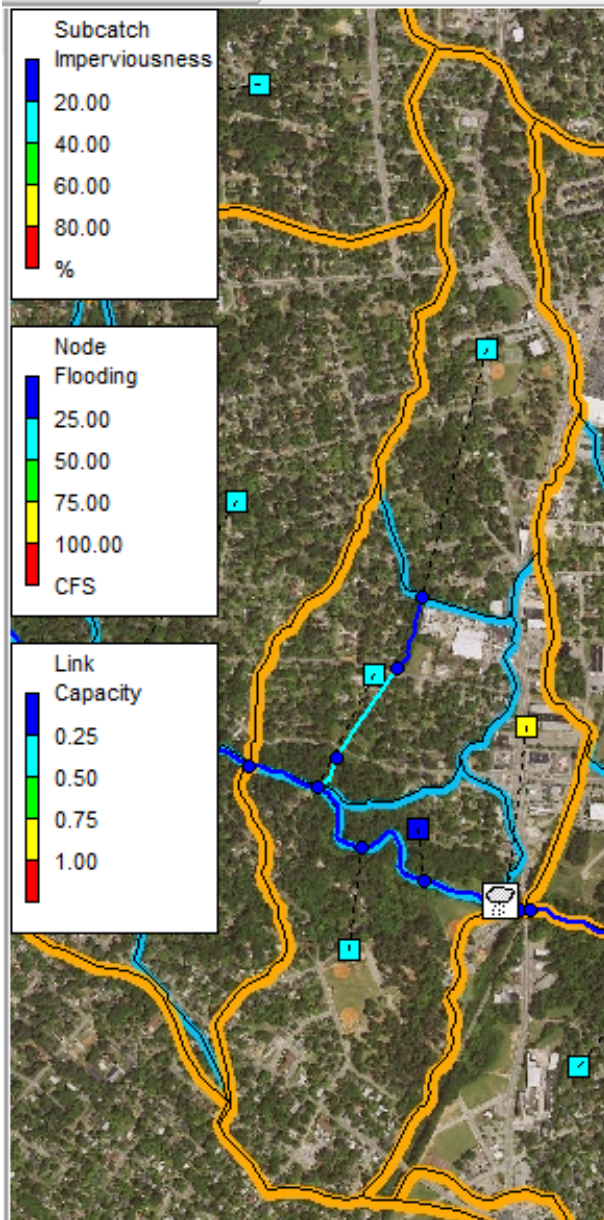 Subcatch
Imperviousness
20.00
40.00
60.00
80.00
%
Node
Flooding
25.00
50.00
75.00
100.00
CFS
Link
Capacity
0.25
0.50
0.75
1.00